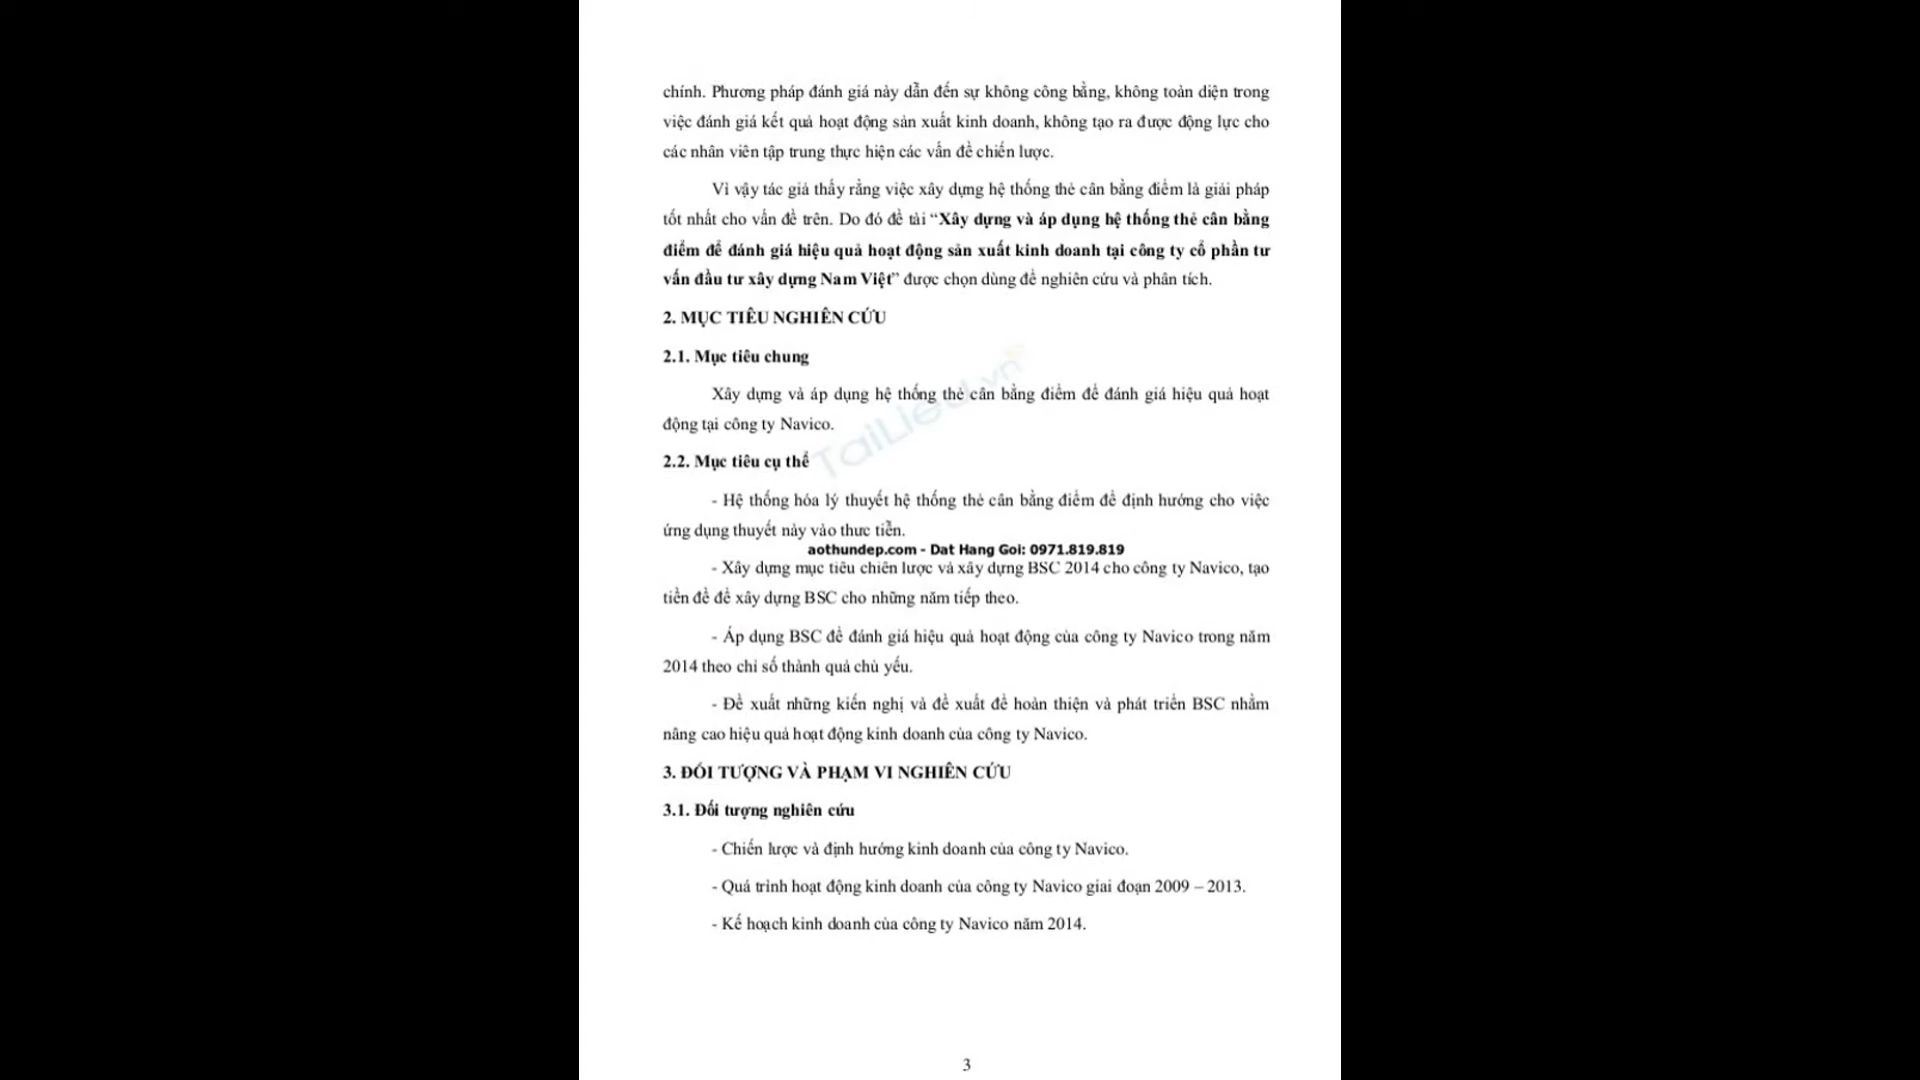 chính. Phương pháp đánh giá này dẫn đến sự không công bằng, không toàn diện trong
việc đánh giá kết quả hoạt động sản xuất kinh doanh, không tạo ra được động lực cho
các nhân viên tập trung thực hiện các vấn đề chiến lược.
Vì vậy tác giả thấy rằng việc xây dựng hệ thống thẻ cân bằng điểm là giải pháp
tốt nhất cho vấn đề trên. Do đó đề tài “Xây dựng và áp dụng hệ thống thẻ cân bằng
điểm để đánh giá hiệu quả hoạt động sản xuất kinh doanh tại công ty cổ phần tư
vấn đầu tư xây dựng Nam Việt” được chọn dùng để nghiên cứu và phân tích.
2. MỤC TIÊU NGHIÊN CỨU
2.1. Mục tiêu chung
Xây dựng và áp dụng hệ thống thẻ cân bằng điểm để đánh giá hiệu quả hoạt
động tại công ty Navico.
TaiLieu.vn
2.2. Mục tiêu cụ thể
- Hệ thống hóa lý thuyết hệ thống thẻ cân bằng điểm để định hướng cho việc
ứng dụng thuyết này vào thưc tiễn.
aothundep.com - Dat Hang Goi: 0971.819.819
- Xây dựng mục tiêu chiến lược và xây dựng BSC 2014 cho công ty Navico, tạo
tiền đề để xây dựng BSC cho những năm tiếp theo.
- Áp dụng BSC để đánh giá hiệu quả hoạt động của công ty Navico trong năm
2014 theo chỉ số thành quả chủ yếu.
- Đề xuất những kiến nghị và đề xuất để hoàn thiện và phát triển BSC nhằm
nâng cao hiệu quả hoạt động kinh doanh của công ty Navico.
3. ĐỐI TƯỢNG VÀ PHẠM VI NGHIÊN CỨU
3.1. Đối tượng nghiên cứu
- Chiến lược và định hướng kinh doanh của công ty Navico.
- Quá trình hoạt động kinh doanh của công ty Navico giai đoạn 2009 – 2013.
- Kế hoạch kinh doanh của công ty Navico năm 2014.
3